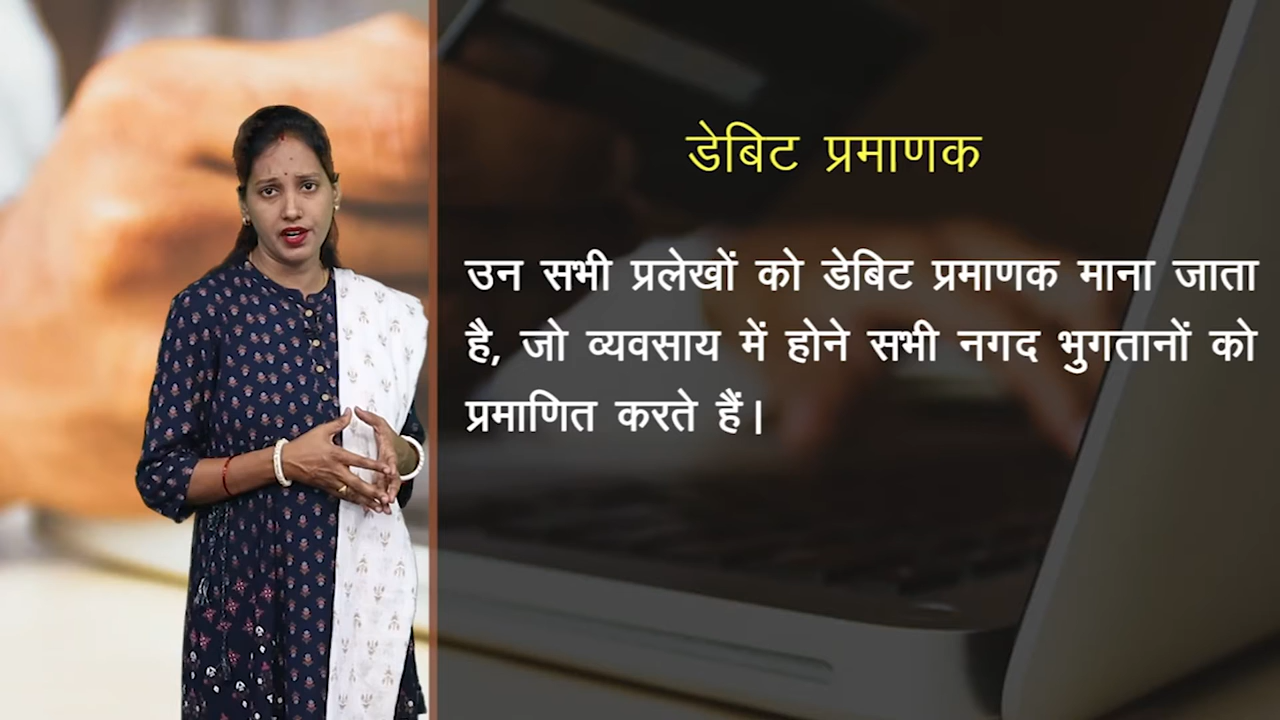 डेबिट प्रमाणक
उन सभी प्रलेखों को डेबिट प्रमाणक माना जाता
है, जो व्यवसाय में होने सभी नगद भुगतानों को
प्रमाणित करते हैं।